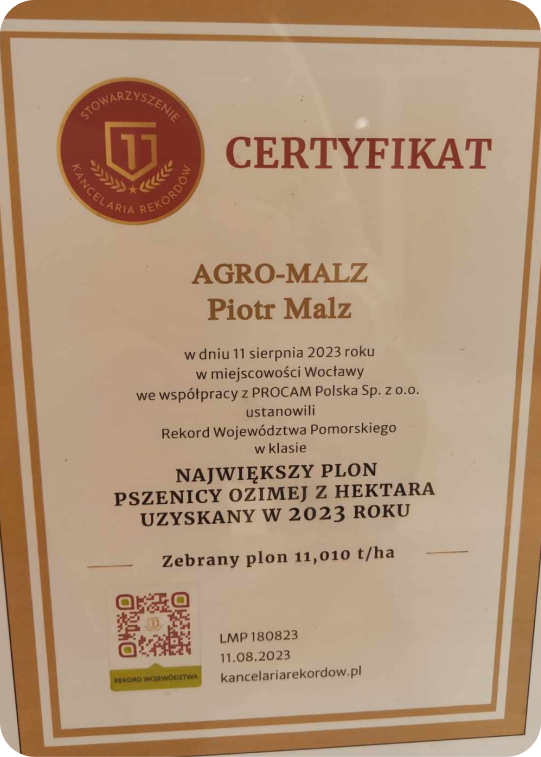 STOWARZYSZENIE
KANCELARIA REKORDÓW
CERTYFIKAT
AGRO-MALZ
Piotr Malz
w dniu 11 sierpnia 2023 roku
w miejscowości Wocławy
we współpracy z PROCAM Polska Sp. z o.o.
ustanowili
Rekord Województwa Pomorskiego
w klasie
NAJWIĘKSZY PLON
PSZENICY OZIMEJ Z HEKTARA
UZYSKANY W 2023 ROKU
Zebrany plon 11,010 t/ha
LMP 180823
11.08.2023
kancelariarekordow.pl
REKORD WOJEWÓDZTWA